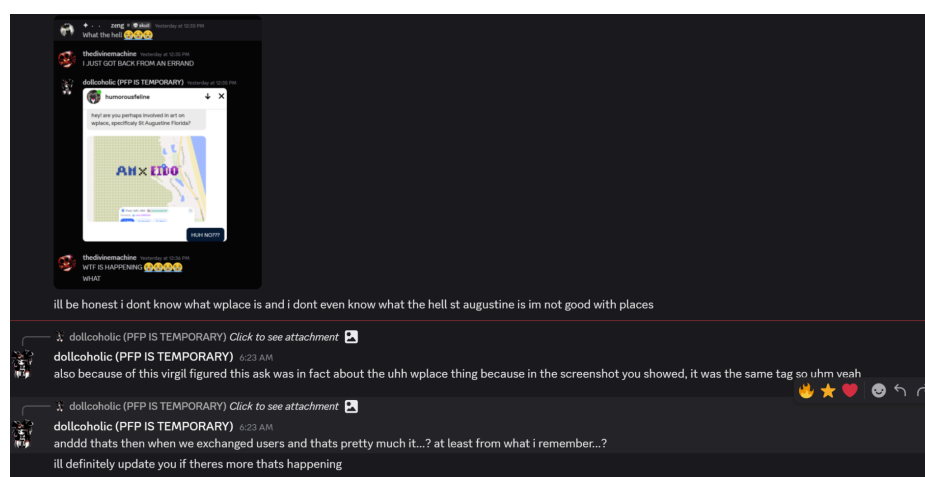 zeng
Yesterday at 12:35 PM
What the hell 😭😭😭
thedivinemachine Yesterday at 12:35 PM
I JUST GOT BACK FROM AN ERRAND
dollcoholic (PFP IS TEMPORARY) Yesterday at 12:35 PM
humorousfeline
hey! are you perhaps involved in art on
wplace, specificaly St Augustine Florida?
AH x EIDO
HUH NO???
thedivinemachine Yesterday at 12:36 PM
WTF IS HAPPENING 😭😭😭😭
WHAT
ill be honest i dont know what wplace is and i dont even know what the hell st augustine is im not good with places
dollcoholic (PFP IS TEMPORARY) Click to see attachment
dollcoholic (PFP IS TEMPORARY) 6:23 AM
also because of this virgil figured this ask was in fact about the uhh wplace thing because in the screenshot you showed, it was the same tag so uhm yeah
dollcoholic (PFP IS TEMPORARY) Click to see attachment
dollcoholic (PFP IS TEMPORARY) 6:23 AM
anddd thats then when we exchanged users and thats pretty much it...? at least from what i remember...?
ill definitely update you if theres more thats happening